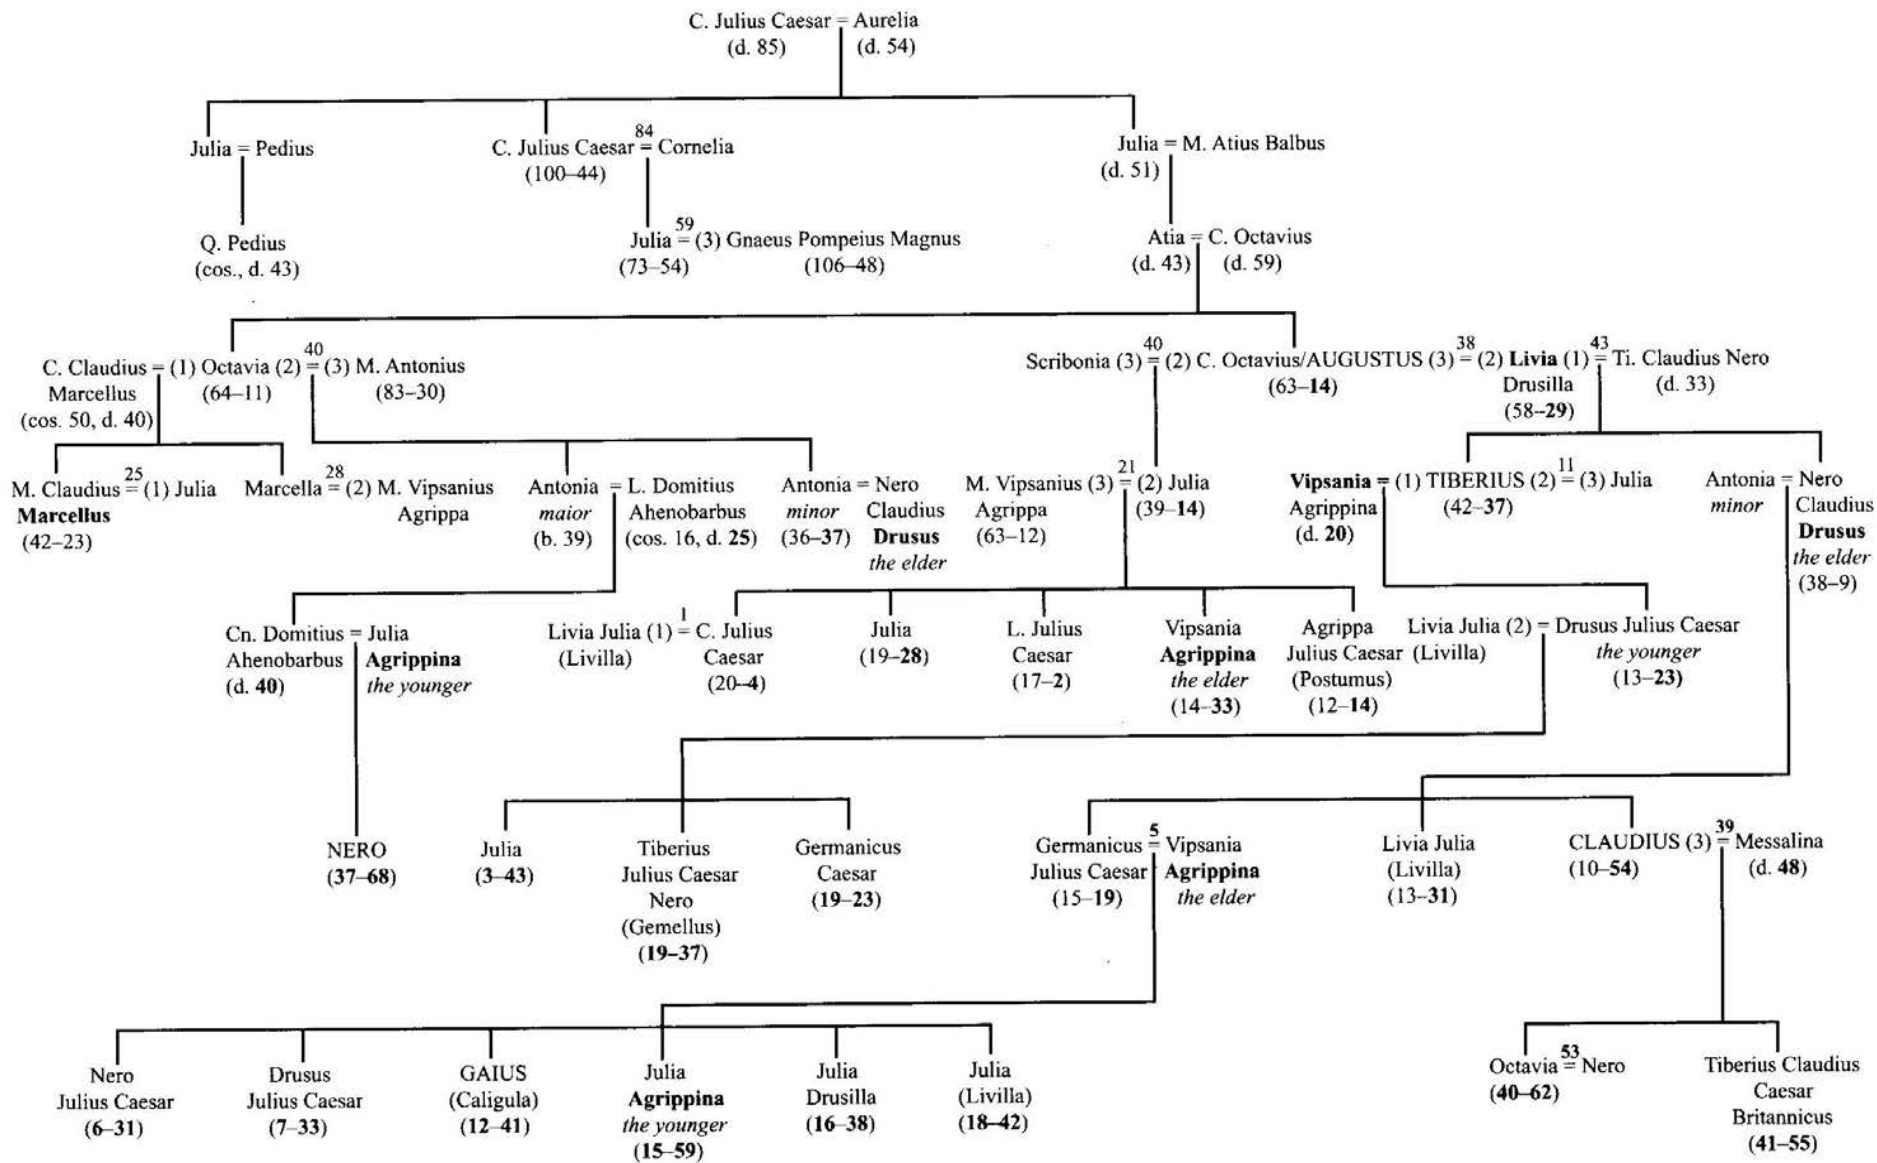 C. Julius Caesar = Aurelia
(d. 85) (d. 54)
84
Julia = Pedius C. Julius Caesar = Cornelia Julia = M. Atius Balbus
(100–44) (d. 51)
59
Q. Pedius Julia = (3) Gnaeus Pompeius Magnus Atia = C. Octavius
(cos., d. 43) (73–54) (106–48) (d. 43) (d. 59)
40 40 38 43
C. Claudius = (1) Octavia (2) = (3) M. Antonius Scribonia (3) = (2) C. Octavius/AUGUSTUS (3) = (2) Livia (1) = Ti. Claudius Nero
Marcellus (64–11) (83–30) (63–14) Drusilla (d. 33)
(cos. 50, d. 40) (58–29)
25 28 21 11
M. Claudius = (1) Julia Marcella = (2) M. Vipsanius Antonia = L. Domitius Antonia = Nero M. Vipsanius (3) = (2) Julia Vipsania = (1) TIBERIUS (2) = (3) Julia Antonia = Nero
Marcellus Agrippa maior Ahenobarbus minor Claudius Agrippa (39–14) Agrippina (42–37) minor Claudius
(42–23) (b. 39) (cos. 16, d. 25) (36–37) Drusus (63–12) (d. 20) Drusus
the elder the elder
(38–9)
1
Cn. Domitius = Julia Livia Julia (1) = C. Julius Julia L. Julius Vipsania Agrippa Livia Julia (2) = Drusus Julius Caesar
Ahenobarbus Agrippina (Livilla) Caesar (19–28) Caesar Agrippina Julius Caesar (Livilla) the younger
(d. 40) the younger (20–4) (17–2) the elder (Postumus) (13–23)
(14–33) (12–14)
5 39
NERO Julia Tiberius Germanicus Germanicus = Vipsania Livia Julia CLAUDIUS (3) = Messalina
(37–68) (3–43) Julius Caesar Caesar Julius Caesar Agrippina (Livilla) (10–54) (d. 48)
Nero (19–23) (15–19) the elder (13–31)
(Gemellus)
(19–37)
53
Nero Drusus GAIUS Julia Julia Julia Octavia = Nero Tiberius Claudius
Julius Caesar Julius Caesar (Caligula) Agrippina Drusilla (Livilla) (40–62) Caesar
(6–31) (7–33) (12–41) the younger (16–38) (18–42) Britannicus
(15–59) (41–55)